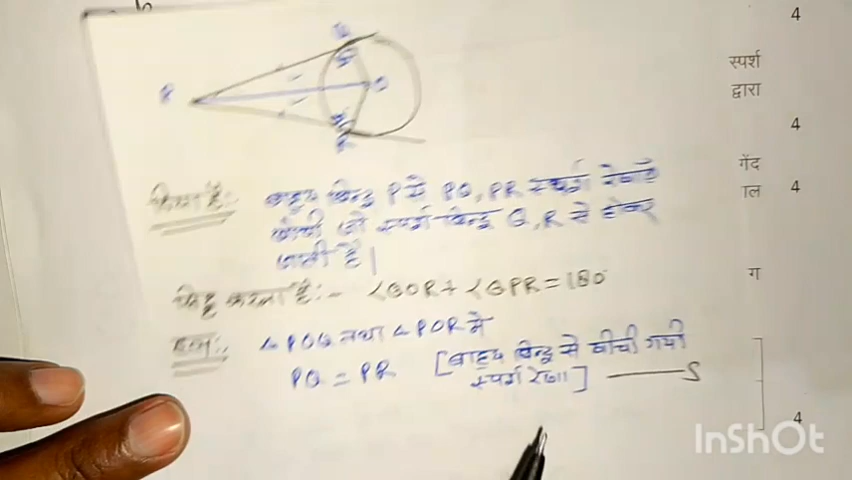 4
स्पर्श
द्वारा
4
गेंद
ाल 4
ग
4
P
Q
O
R
दिया है:- बाह्य बिन्दु P से PQ, PR स्पर्श रेखाएँ
खींची जो स्पर्श बिन्दु Q, R से होकर
जाती है।
सिद्ध करना है:- ∠QOR + ∠QPR = 180°
हल:- △POQ तथा △POR में
PQ = PR [बाह्य बिन्दु से खींची गयी
स्पर्श रेखा] —— S
InShOt